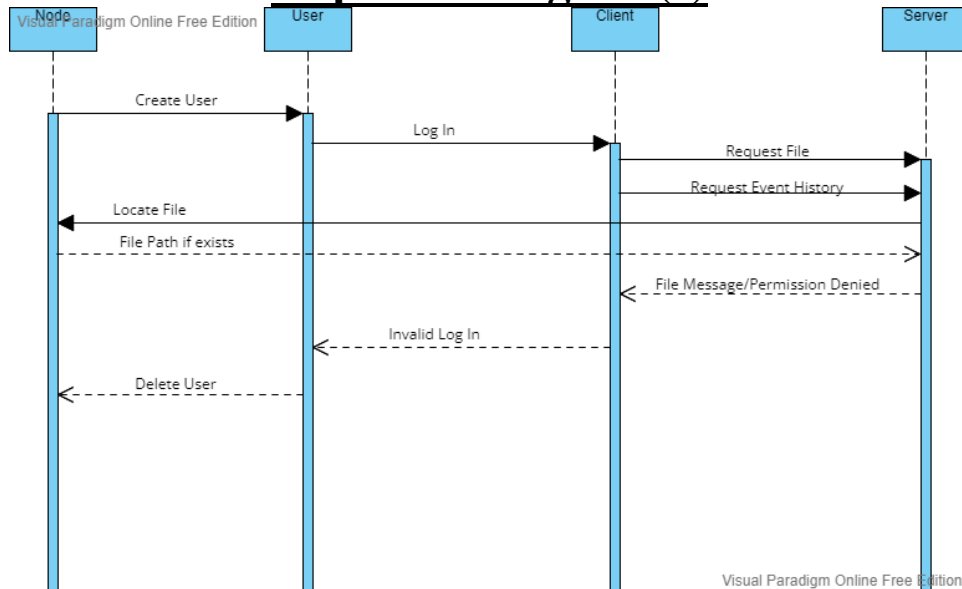 Visual Paradigm Online Free Edition
Node
User
Client
Server
Create User
Log In
Request File
Request Event History
Locate File
File Path if exists
File Message/Permission Denied
Invalid Log In
Delete User
Visual Paradigm Online Free Edition